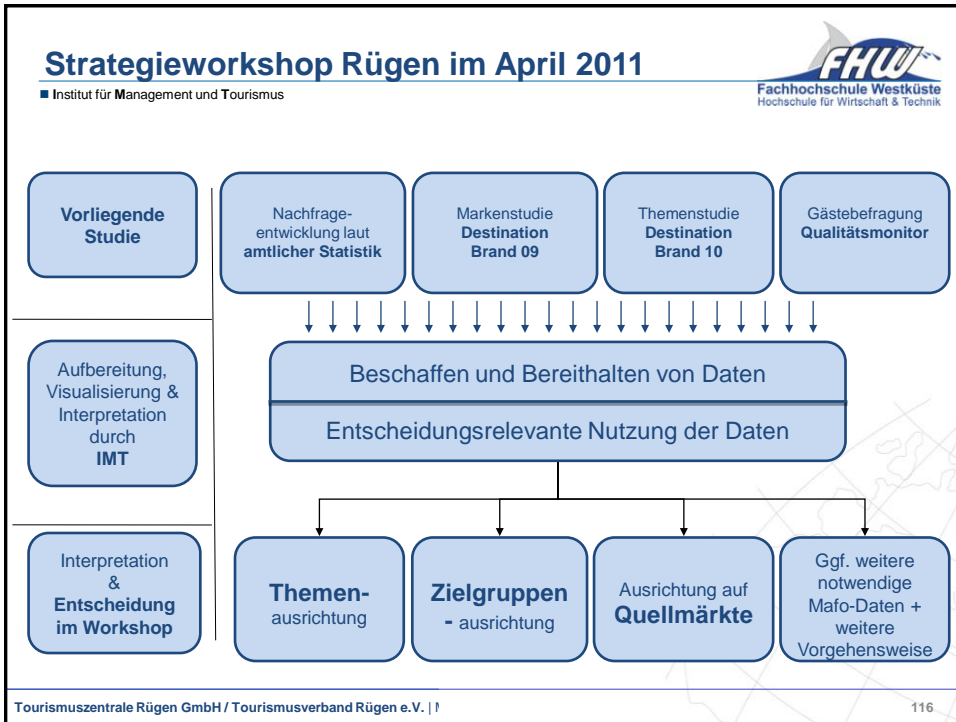 Strategieworkshop Rügen im April 2011
Institut für Management und Tourismus
FHW
Fachhochschule Westküste
Hochschule für Wirtschaft & Technik
Vorliegende
Studie
Nachfrage-
entwicklung laut
amtlicher Statistik
Markenstudie
Destination
Brand 09
Themenstudie
Destination
Brand 10
Gästebefragung
Qualitätsmonitor
Aufbereitung,
Visualisierung &
Interpretation
durch
IMT
Beschaffen und Bereithalten von Daten
Entscheidungsrelevante Nutzung der Daten
Interpretation
&
Entscheidung
im Workshop
Themen-
ausrichtung
Zielgruppen
- ausrichtung
Ausrichtung auf
Quellmärkte
Ggf. weitere
notwendige
Mafo-Daten +
weitere
Vorgehensweise
Tourismuszentrale Rügen GmbH / Tourismusverband Rügen e.V. |
116